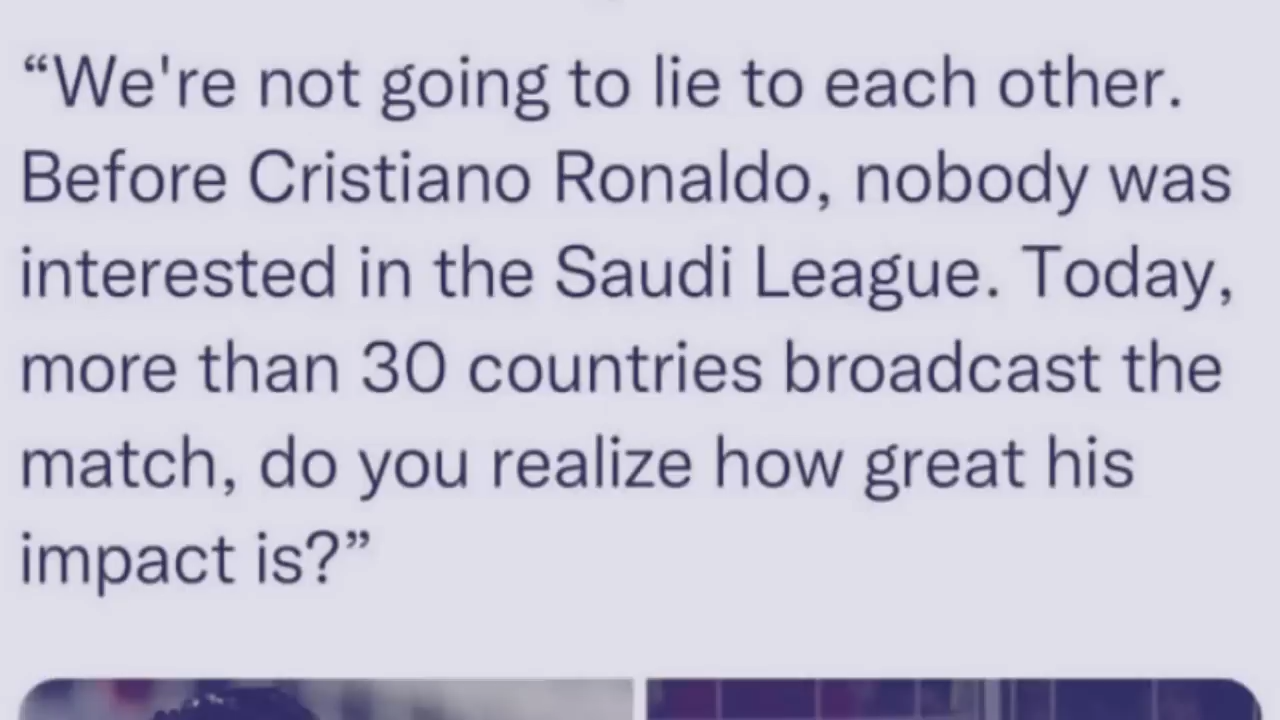 “We're not going to lie to each other.
Before Cristiano Ronaldo, nobody was
interested in the Saudi League. Today,
more than 30 countries broadcast the
match, do you realize how great his
impact is?”